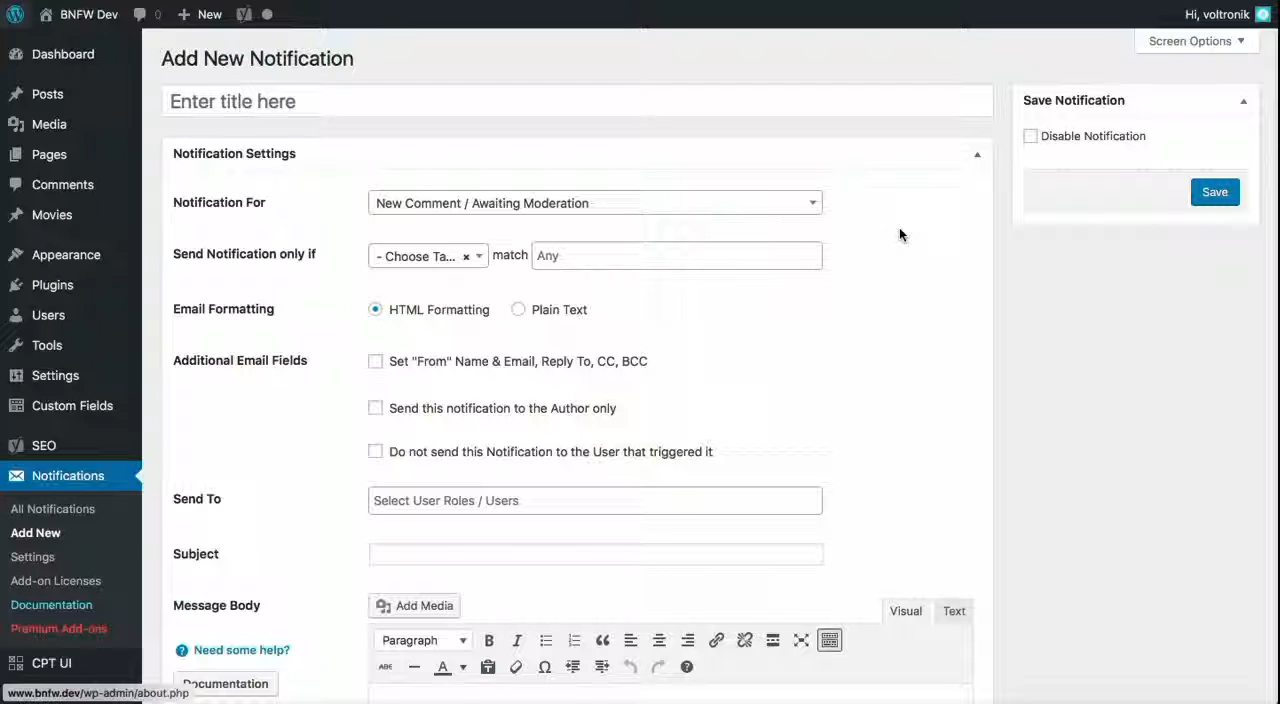 BNFW Dev 0 New Hi, voltronik
Screen Options
Dashboard
Posts
Media
Pages
Comments
Movies
Appearance
Plugins
Users
Tools
Settings
Custom Fields
SEO
Notifications
All Notifications
Add New
Settings
Add-on Licenses
Documentation
Premium Add-ons
CPT UI
www.bnfw.dev/wp-admin/about.php
Add New Notification
Enter title here
Notification Settings
Notification For New Comment / Awaiting Moderation
Send Notification only if - Choose Ta... × match Any
Email Formatting HTML Formatting Plain Text
Additional Email Fields Set "From" Name & Email, Reply To, CC, BCC
Send this notification to the Author only
Do not send this Notification to the User that triggered it
Send To Select User Roles / Users
Subject
Message Body Add Media Visual Text
Need some help?
Documentation
Paragraph B I
ABC A
Save Notification
Disable Notification
Save